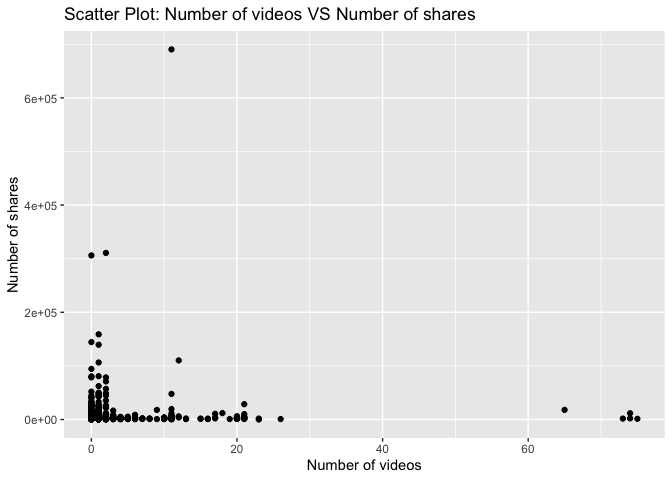 Scatter Plot: Number of videos VS Number of shares
Number of shares
6e+05
4e+05
2e+05
0e+00
0
20
40
60
Number of videos